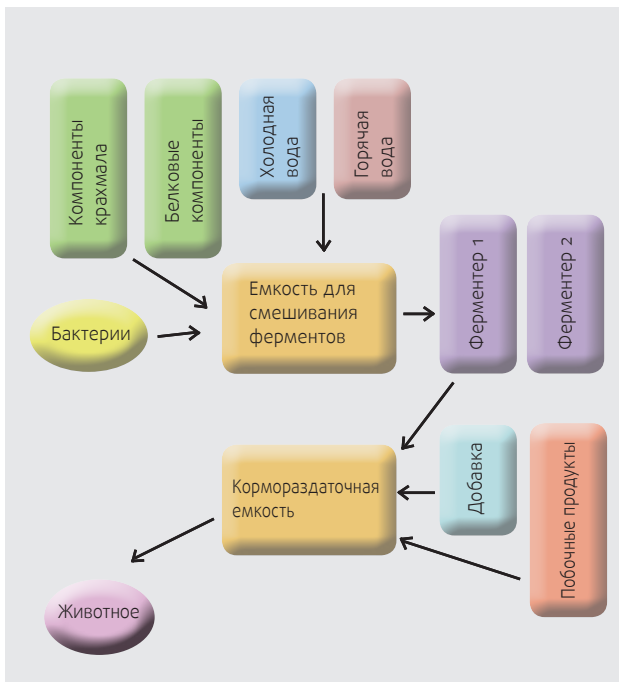 Компоненты
крахмала
Белковые
компоненты
Холодная
вода
Горячая
вода
Емкость для
смешивания
ферментов
Ферментер 1
Ферментер 2
Бактерии
Кормораздаточная
емкость
Добавка
Побочные продукты
Животное